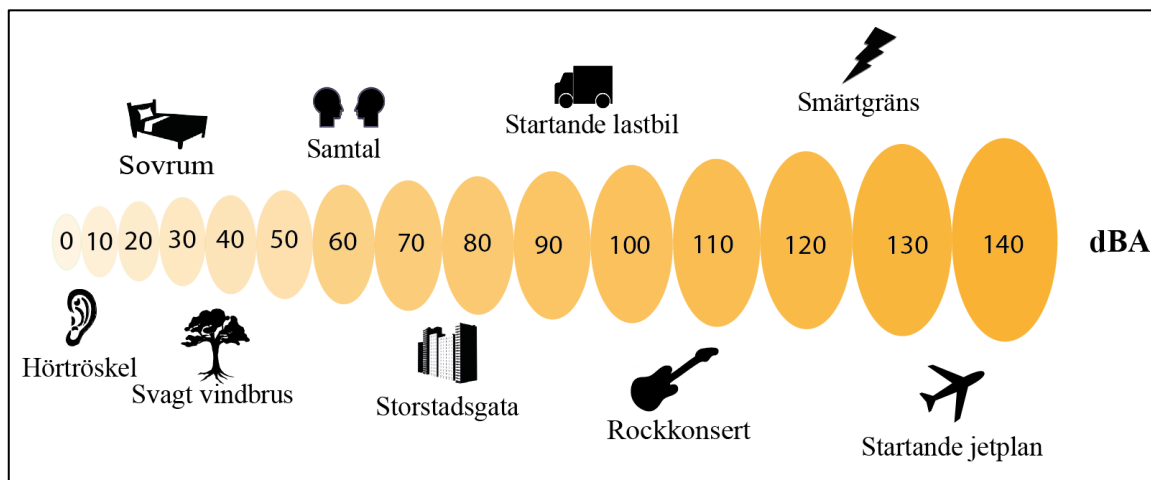 Smärtgräns
Startande lastbil
Samtal
Sovrum
0 10 20 30 40 50 60 70 80 90 100 110 120 130 140 dBA
Hörtröskel
Svagt vindbrus
Storstadsgata
Rockkonsert
Startande jetplan